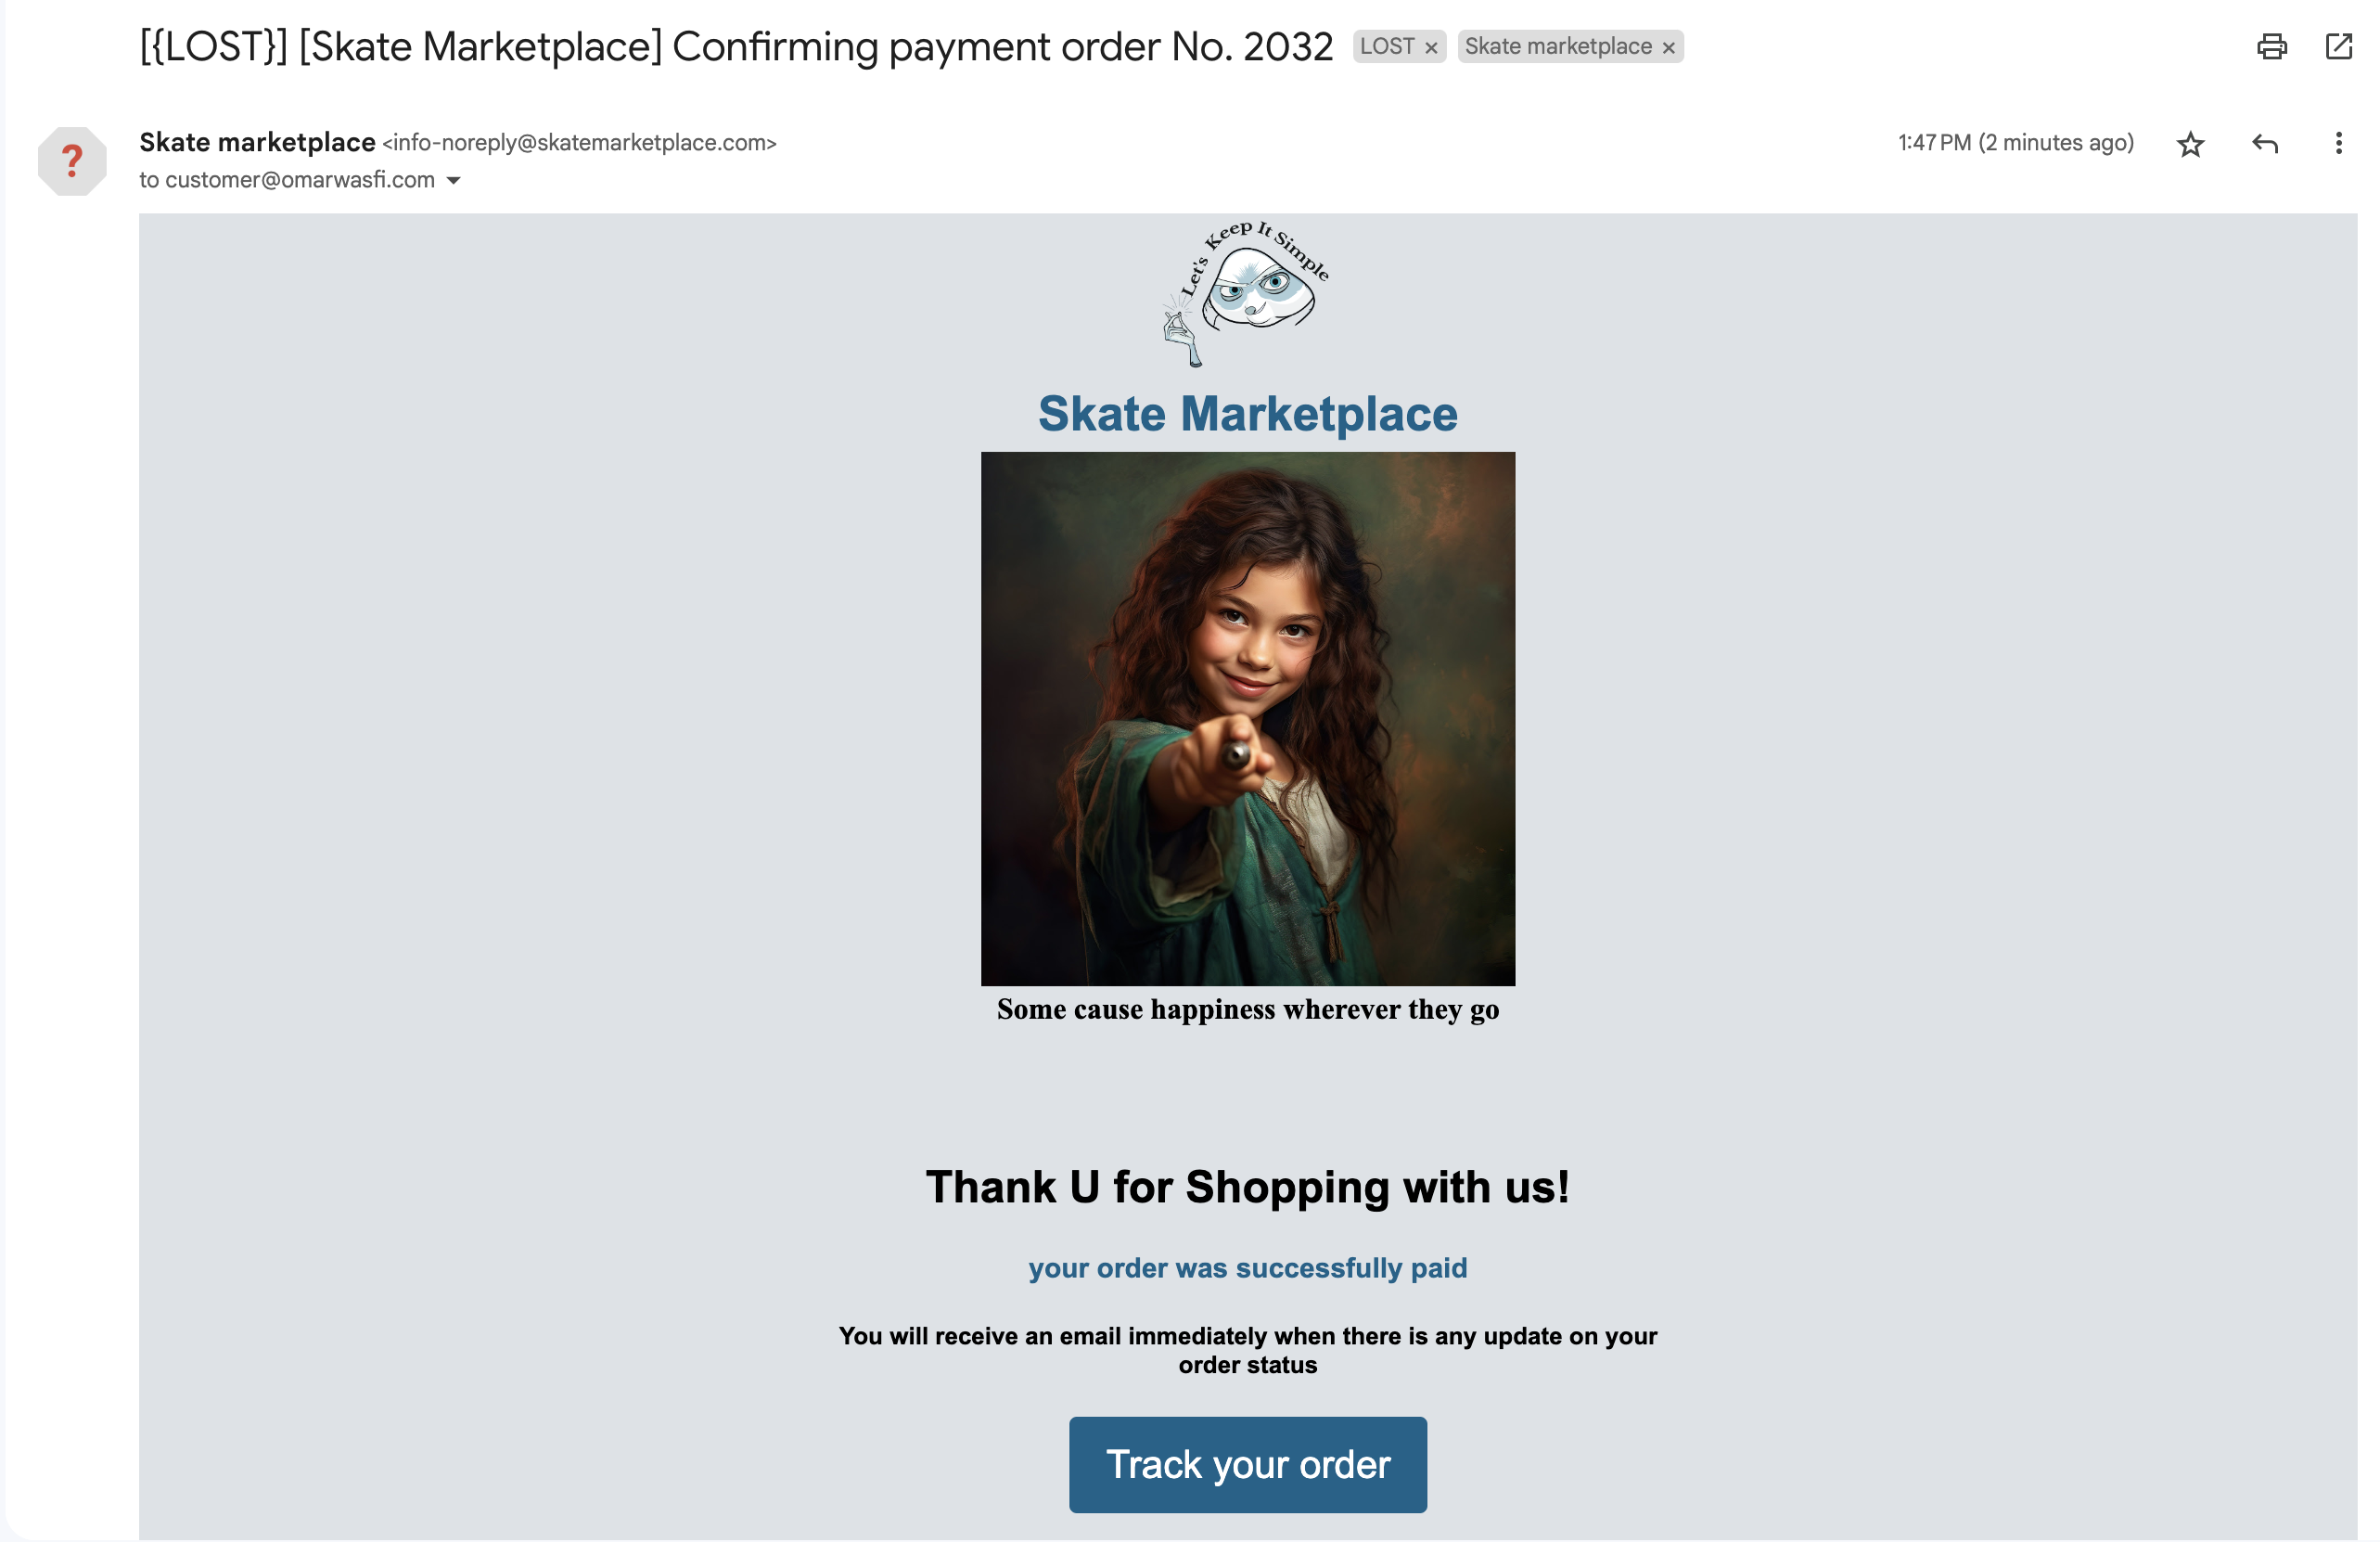 [{LOST}] [Skate Marketplace] Confirming payment order No. 2032 LOST × Skate marketplace ×
Skate marketplace <info-noreply@skatemarketplace.com> 1:47 PM (2 minutes ago)
to customer@omarwasfi.com
?
Let's Keep It Simple
Skate Marketplace
Some cause happiness wherever they go
Thank U for Shopping with us!
your order was successfully paid
You will receive an email immediately when there is any update on your
order status
Track your order